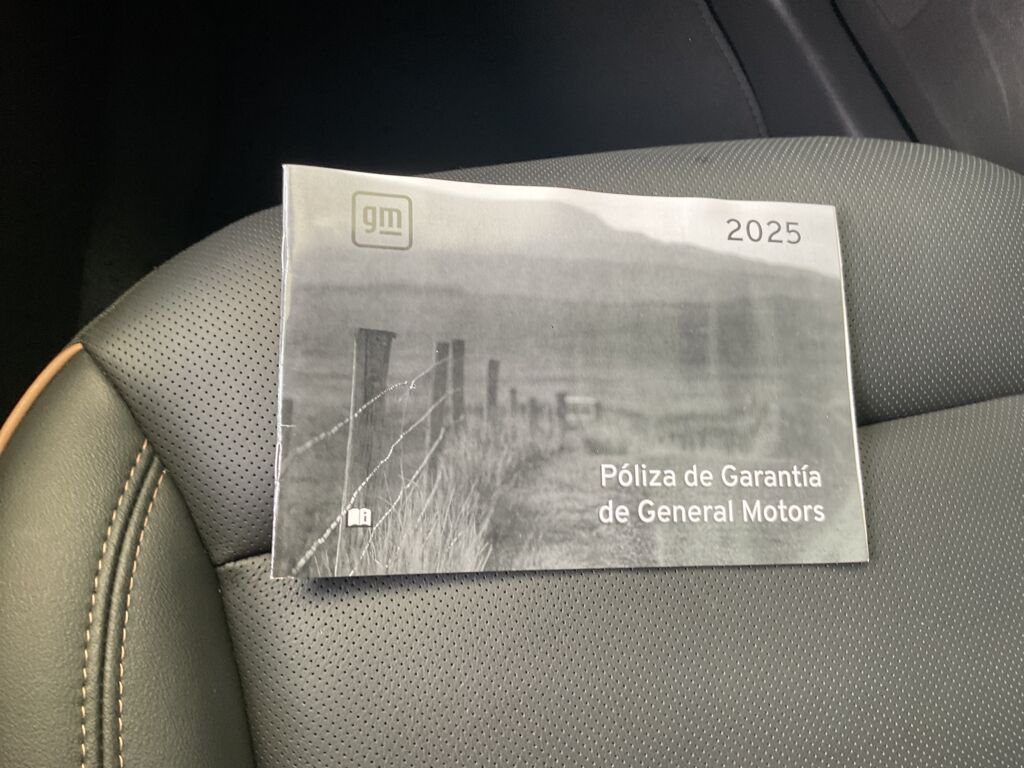 gm
2025
Póliza de Garantía
de General Motors